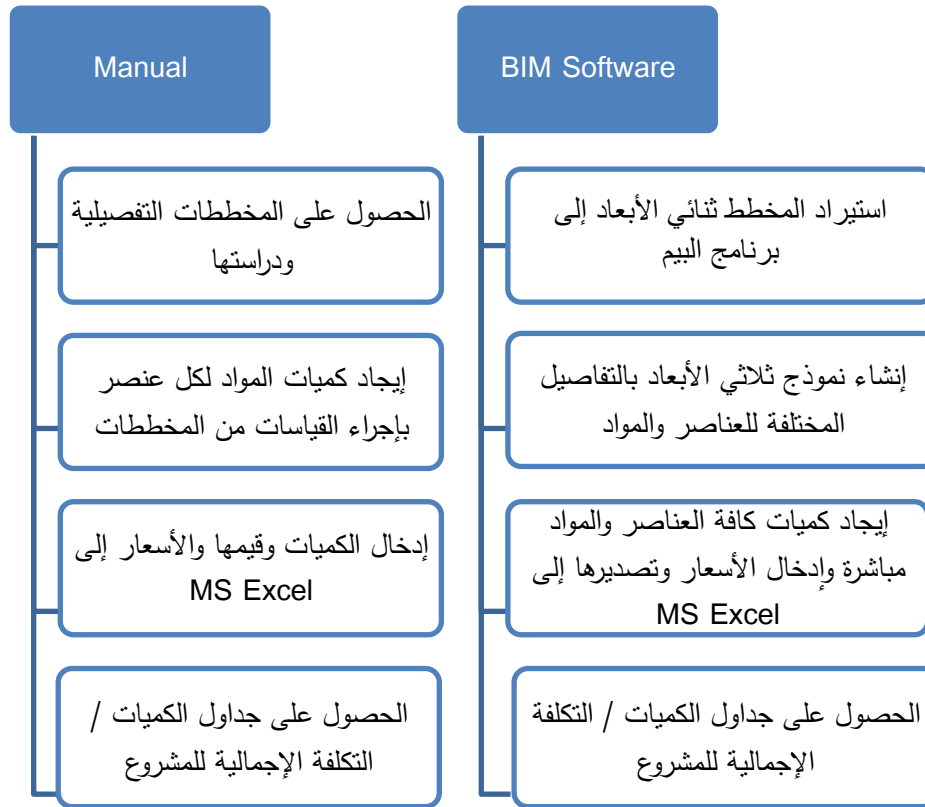 Manual
الحصول على المخططات التفصيلية
ودراستها
إيجاد كميات المواد لكل عنصر
بإجراء القياسات من المخططات
إدخال الكميات وقيمها والأسعار إلى
MS Excel
الحصول على جداول الكميات /
التكلفة الإجمالية للمشروع
BIM Software
استيراد المخطط ثنائي الأبعاد إلى
برنامج البيم
إنشاء نموذج ثلاثي الأبعاد بالتفاصيل
المختلفة للعناصر والمواد
إيجاد كميات كافة العناصر والمواد
مباشرة وإدخال الأسعار وتصديرها إلى
MS Excel
الحصول على جداول الكميات / التكلفة
الإجمالية للمشروع